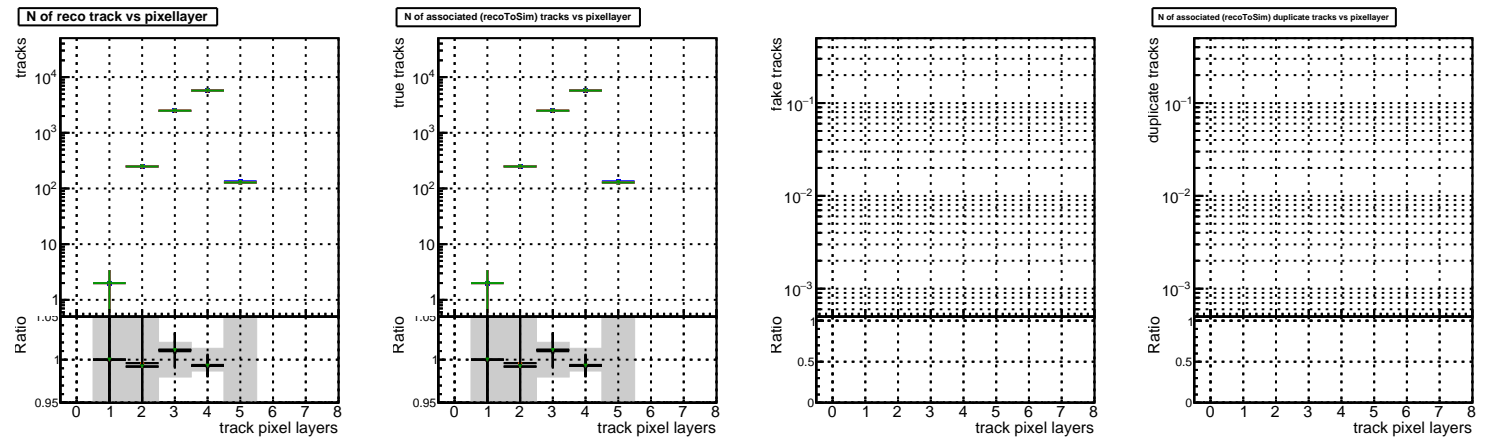 N of reco track vs pixellayer
tracks
10⁴
10³
10²
10
1
Ratio
1.05
1
0.95
0 1 2 3 4 5 6 7 8
track pixel layers
N of associated (recoToSim) tracks vs pixellayer
true tracks
10⁴
10³
10²
10
1
Ratio
1.05
1
0.95
0 1 2 3 4 5 6 7 8
track pixel layers
fake tracks
10⁻¹
10⁻²
10⁻³
Ratio
1
0.5
0
0 1 2 3 4 5 6 7 8
track pixel layers
N of associated (recoToSim) duplicate tracks vs pixellayer
duplicate tracks
10⁻¹
10⁻²
10⁻³
Ratio
1
0.5
0
0 1 2 3 4 5 6 7 8
track pixel layers